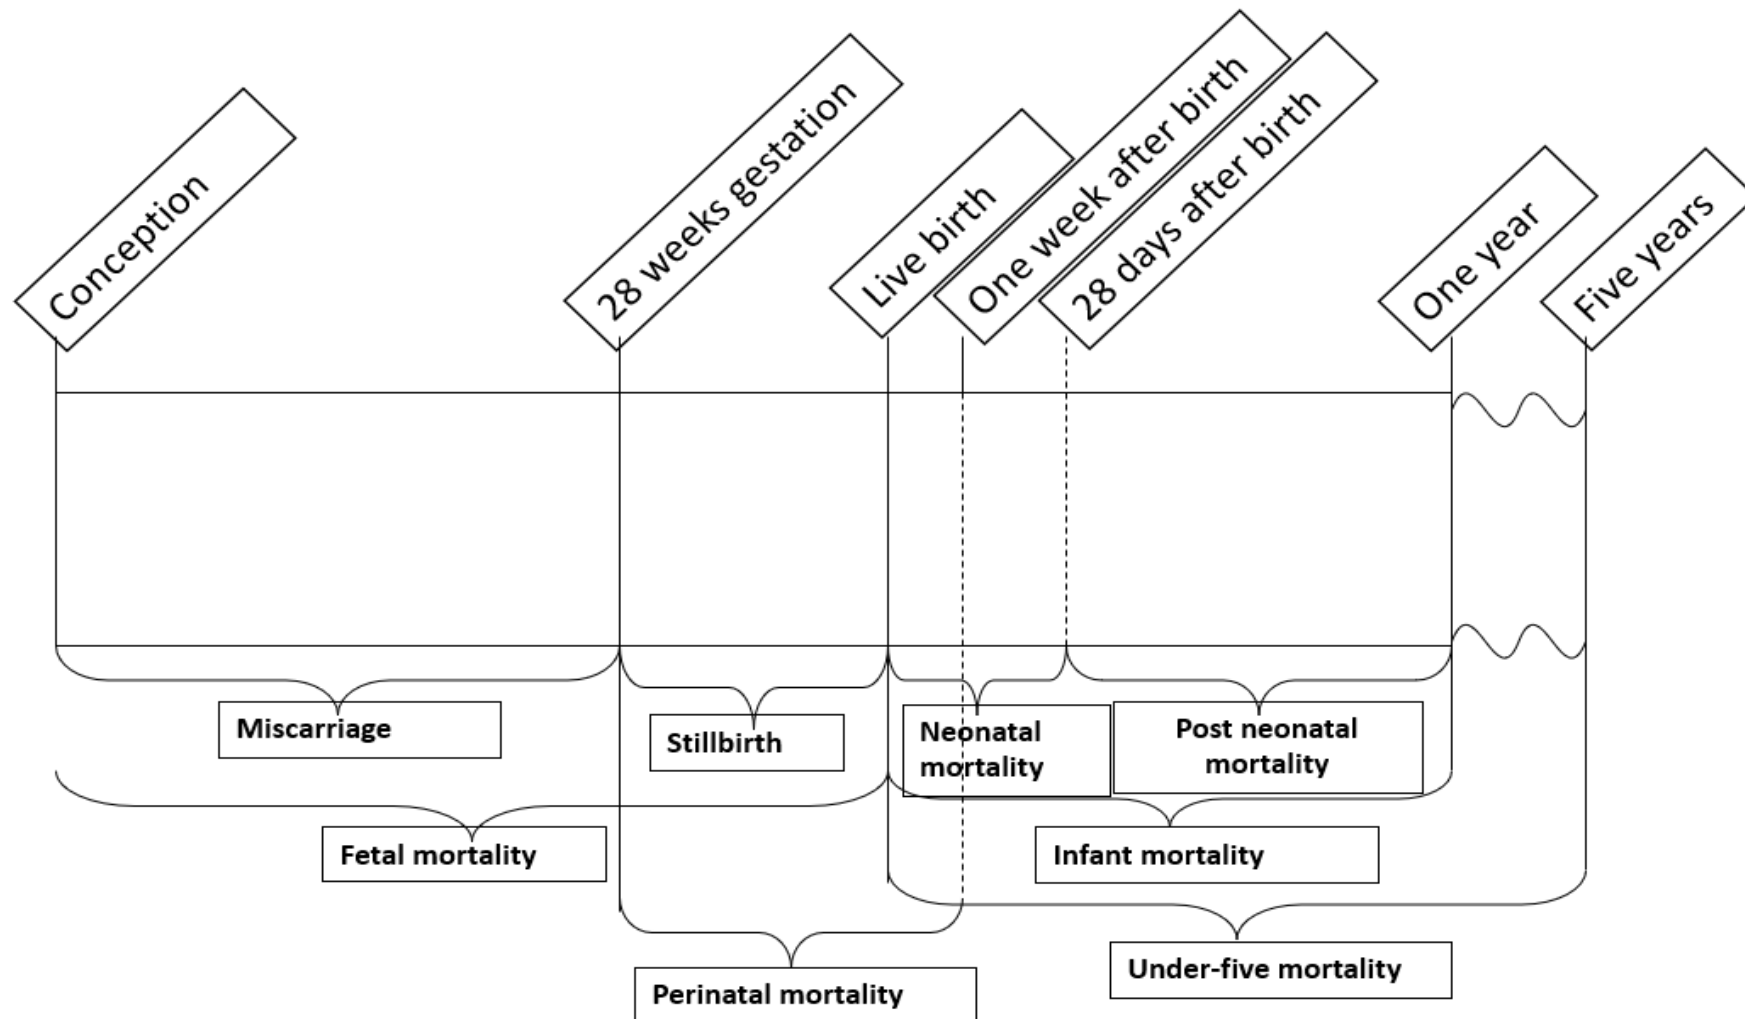 Conception
28 weeks gestation
Live birth
One week after birth
28 days after birth
One year
Five years
Miscarriage
Stillbirth
Neonatal
mortality
Post neonatal
mortality
Fetal mortality
Infant mortality
Perinatal mortality
Under-five mortality